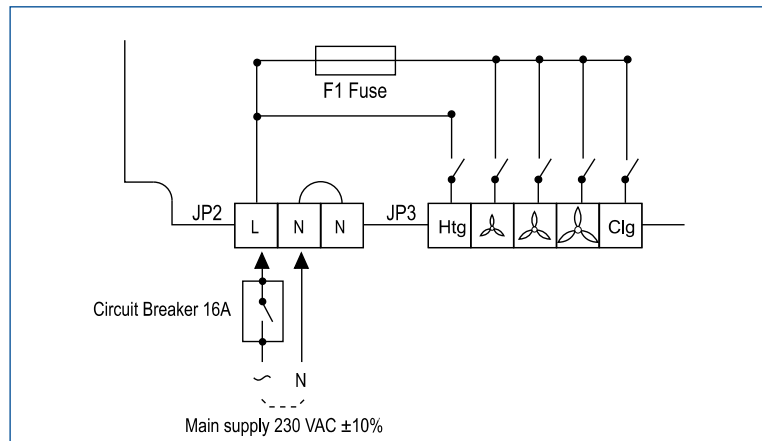 F1 Fuse
JP2
L
N
N
JP3
Htg
Clg
Circuit Breaker 16A
N
Main supply 230 VAC ±10%